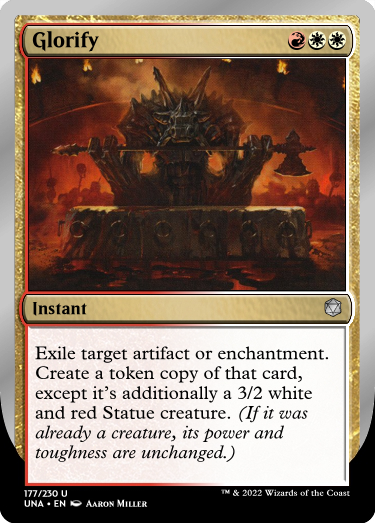 Glorify
Instant
Exile target artifact or enchantment.
Create a token copy of that card,
except it's additionally a 3/2 white
and red Statue creature. (If it was
already a creature, its power and
toughness are unchanged.)
177/230 U
UNA • EN Aaron Miller
™ & 2022 Wizards of the Coast